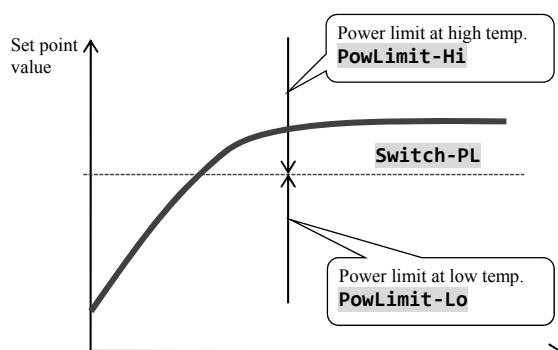 Set point
value
Power limit at high temp.
PowLimit-Hi
Switch-PL
Power limit at low temp.
PowLimit-Lo